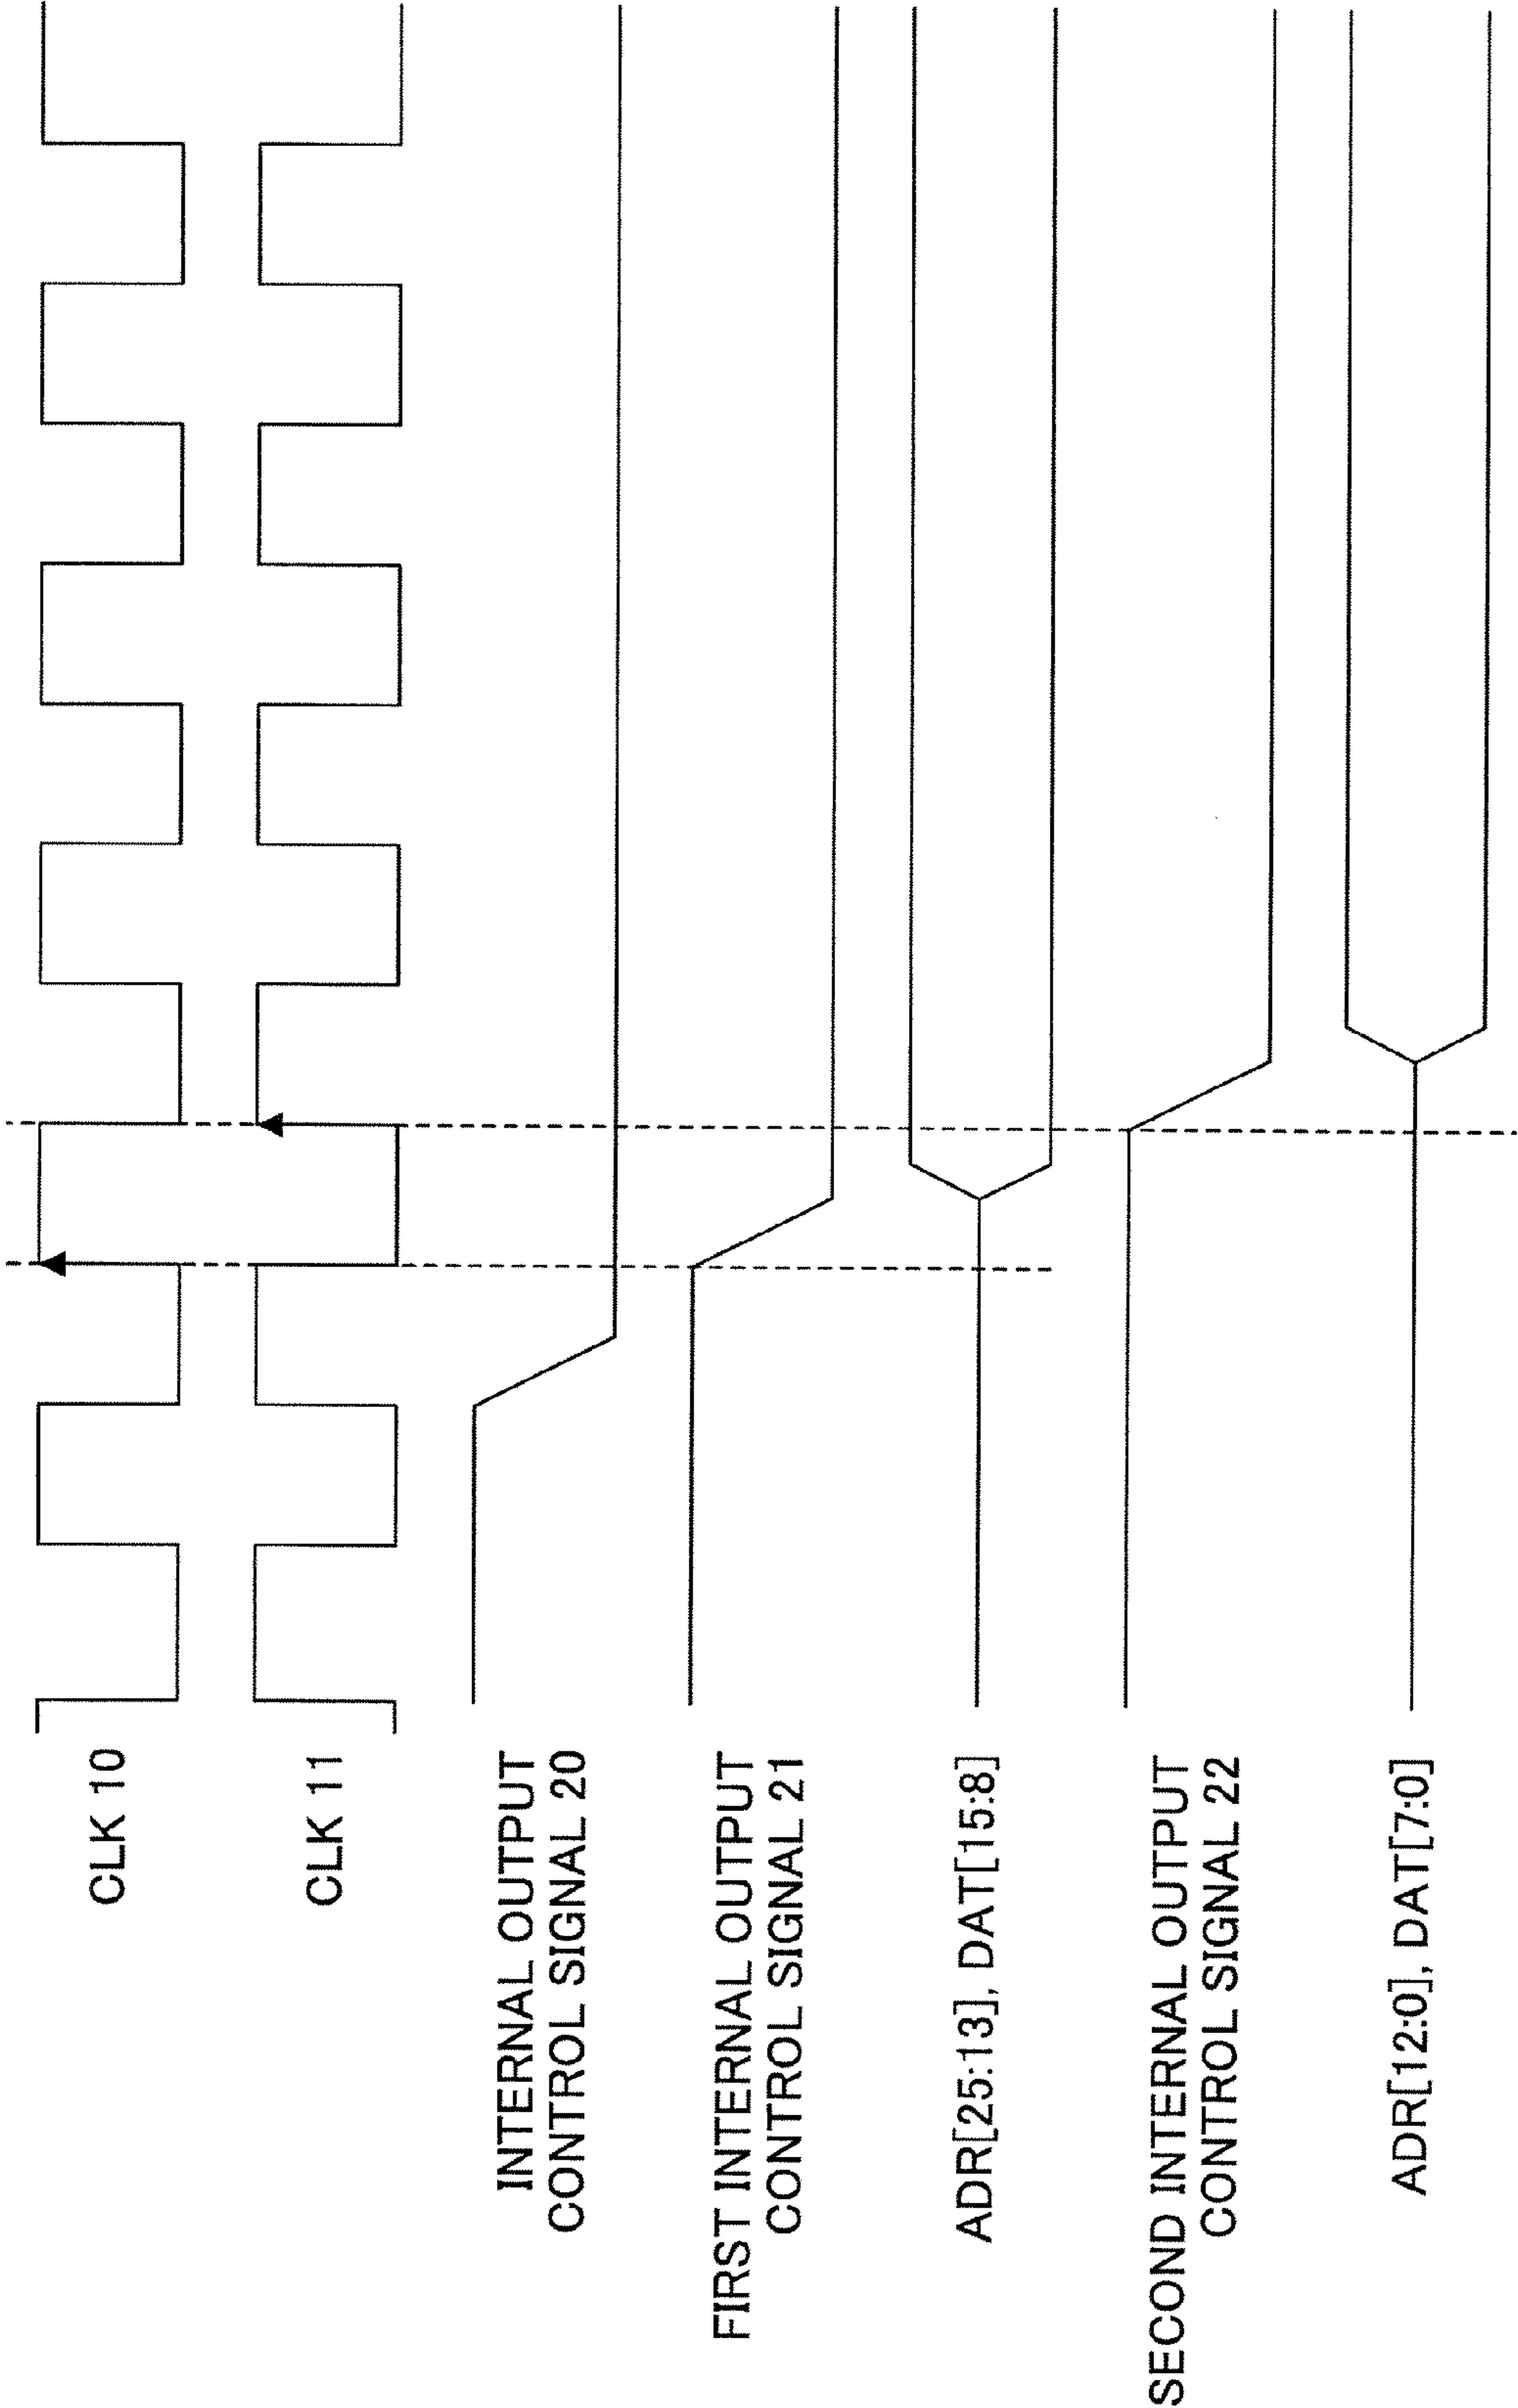 CLK 10
CLK 11
INTERNAL OUTPUT
CONTROL SIGNAL 20
FIRST INTERNAL OUTPUT
CONTROL SIGNAL 21
ADR[25:13], DAT[15:8]
SECOND INTERNAL OUTPUT
CONTROL SIGNAL 22
ADR[12:0], DAT[7:0]